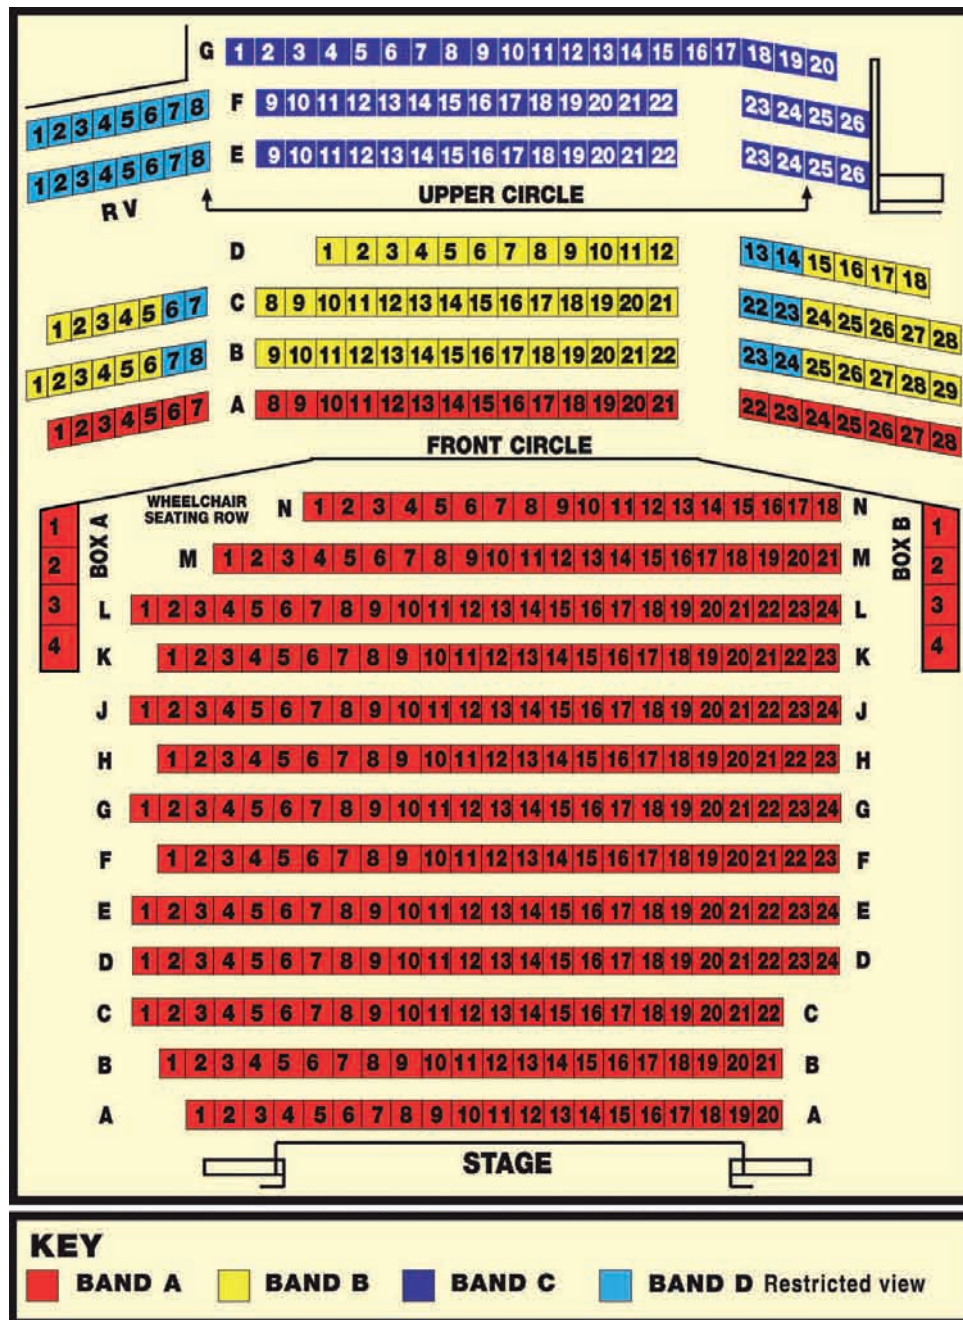 G 1 2 3 4 5 6 7 8 9 10 11 12 13 14 15 16 17 18 19 20
1 2 3 4 5 6 7 8 F 9 10 11 12 13 14 15 16 17 18 19 20 21 22 23 24 25 26
1 2 3 4 5 6 7 8 E 9 10 11 12 13 14 15 16 17 18 19 20 21 22 23 24 25 26
RV
UPPER CIRCLE
D 1 2 3 4 5 6 7 8 9 10 11 12 13 14 15 16 17 18
1 2 3 4 5 6 7 C 8 9 10 11 12 13 14 15 16 17 18 19 20 21 22 23 24 25 26 27 28
1 2 3 4 5 6 7 8 B 9 10 11 12 13 14 15 16 17 18 19 20 21 22 23 24 25 26 27 28 29
1 2 3 4 5 6 7 A 8 9 10 11 12 13 14 15 16 17 18 19 20 21 22 23 24 25 26 27 28
FRONT CIRCLE
BOX A
1
2
3
4
BOX B
1
2
3
4
WHEELCHAIR
SEATING ROW
N 1 2 3 4 5 6 7 8 9 10 11 12 13 14 15 16 17 18 N
M 1 2 3 4 5 6 7 8 9 10 11 12 13 14 15 16 17 18 19 20 21 M
L 1 2 3 4 5 6 7 8 9 10 11 12 13 14 15 16 17 18 19 20 21 22 23 24 L
K 1 2 3 4 5 6 7 8 9 10 11 12 13 14 15 16 17 18 19 20 21 22 23 K
J 1 2 3 4 5 6 7 8 9 10 11 12 13 14 15 16 17 18 19 20 21 22 23 24 J
H 1 2 3 4 5 6 7 8 9 10 11 12 13 14 15 16 17 18 19 20 21 22 23 H
G 1 2 3 4 5 6 7 8 9 10 11 12 13 14 15 16 17 18 19 20 21 22 23 24 G
F 1 2 3 4 5 6 7 8 9 10 11 12 13 14 15 16 17 18 19 20 21 22 23 F
E 1 2 3 4 5 6 7 8 9 10 11 12 13 14 15 16 17 18 19 20 21 22 23 24 E
D 1 2 3 4 5 6 7 8 9 10 11 12 13 14 15 16 17 18 19 20 21 22 23 24 D
C 1 2 3 4 5 6 7 8 9 10 11 12 13 14 15 16 17 18 19 20 21 22 C
B 1 2 3 4 5 6 7 8 9 10 11 12 13 14 15 16 17 18 19 20 21 B
A 1 2 3 4 5 6 7 8 9 10 11 12 13 14 15 16 17 18 19 20 A
STAGE
KEY
BAND A BAND B BAND C BAND D Restricted view